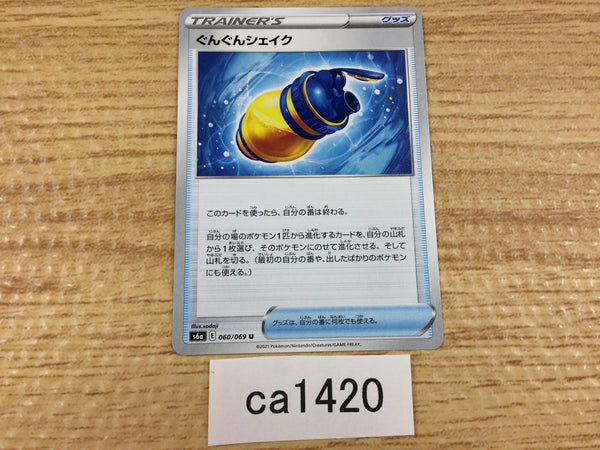 TRAINER'S グッズ
ぐんぐんシェイク
このカードを使ったら、自分の番は終わる。
自分の場のポケモン1匹から進化するカードを、自分の山札
から1枚選び、そのポケモンにのせて進化させる。そして
山札を切る。(最初の自分の番や、出したばかりのポケモン
にも使える。)
Illus.sadaji
グッズは、自分の番に何枚でも使える。
s6a E 060/069 U
©2021 Pokémon/Nintendo/Creatures/GAME FREAK.
ca1420